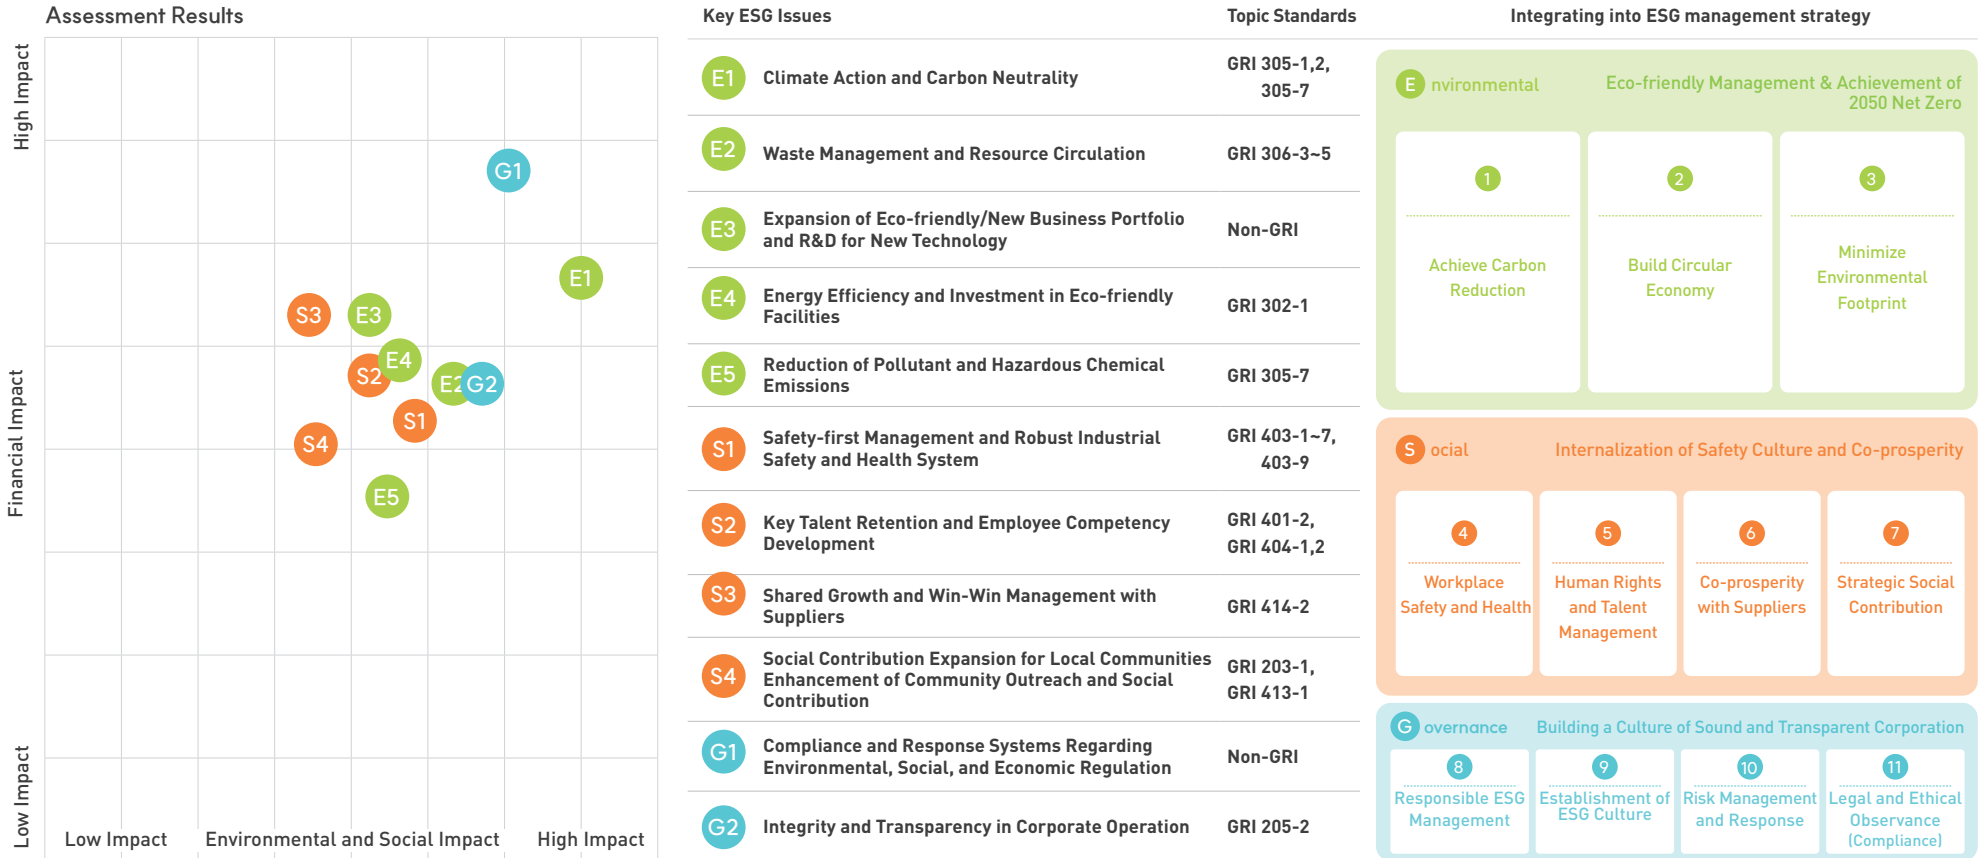 Assessment Results
High Impact
Financial Impact
Low Impact
G1
E1
S3
E3
E4
S2
E2
G2
S1
S4
E5
Low Impact
Environmental and Social Impact
High Impact
Key ESG Issues
Topic Standards
E1
Climate Action and Carbon Neutrality
GRI 305-1,2,
305-7
E2
Waste Management and Resource Circulation
GRI 306-3~5
E3
Expansion of Eco-friendly/New Business Portfolio
and R&D for New Technology
Non-GRI
E4
Energy Efficiency and Investment in Eco-friendly
Facilities
GRI 302-1
E5
Reduction of Pollutant and Hazardous Chemical
Emissions
GRI 305-7
S1
Safety-first Management and Robust Industrial
Safety and Health System
GRI 403-1~7,
403-9
S2
Key Talent Retention and Employee Competency
Development
GRI 401-2,
GRI 404-1,2
S3
Shared Growth and Win-Win Management with
Suppliers
GRI 414-2
S4
Social Contribution Expansion for Local Communities
Enhancement of Community Outreach and Social
Contribution
GRI 203-1,
GRI 413-1
G1
Compliance and Response Systems Regarding
Environmental, Social, and Economic Regulation
Non-GRI
G2
Integrity and Transparency in Corporate Operation
GRI 205-2
Integrating into ESG management strategy
E nvironmental
Eco-friendly Management & Achievement of
2050 Net Zero
1
Achieve Carbon
Reduction
2
Build Circular
Economy
3
Minimize
Environmental
Footprint
S ocial
Internalization of Safety Culture and Co-prosperity
4
Workplace
Safety and Health
5
Human Rights
and Talent
Management
6
Co-prosperity
with Suppliers
7
Strategic Social
Contribution
G overnance
Building a Culture of Sound and Transparent Corporation
8
Responsible ESG
Management
9
Establishment of
ESG Culture
10
Risk Management
and Response
11
Legal and Ethical
Observance
(Compliance)